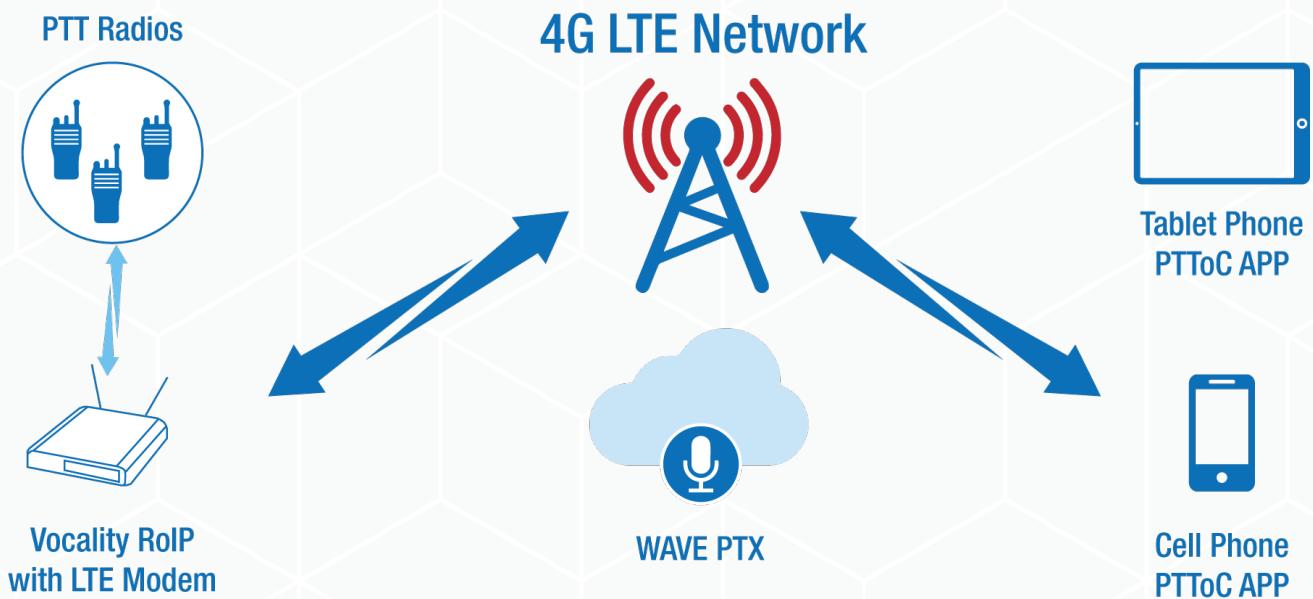 PTT Radios
4G LTE Network
Tablet Phone
PTToC APP
Vocality RoIP
with LTE Modem
WAVE PTX
Cell Phone
PTToC APP